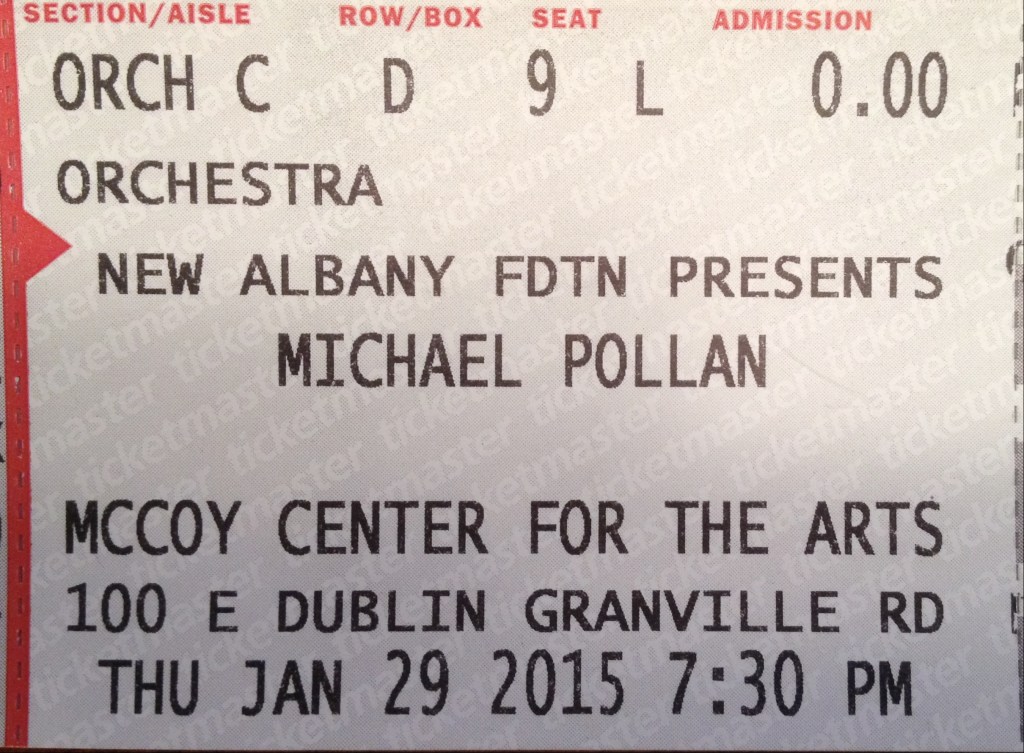 SECTION/AISLE ROW/BOX SEAT ADMISSION
ORCH C D 9 L 0.00
ORCHESTRA
NEW ALBANY FDTN PRESENTS
MICHAEL POLLAN
MCCOY CENTER FOR THE ARTS
100 E DUBLIN GRANVILLE RD
THU JAN 29 2015 7:30 PM
ticketmaster